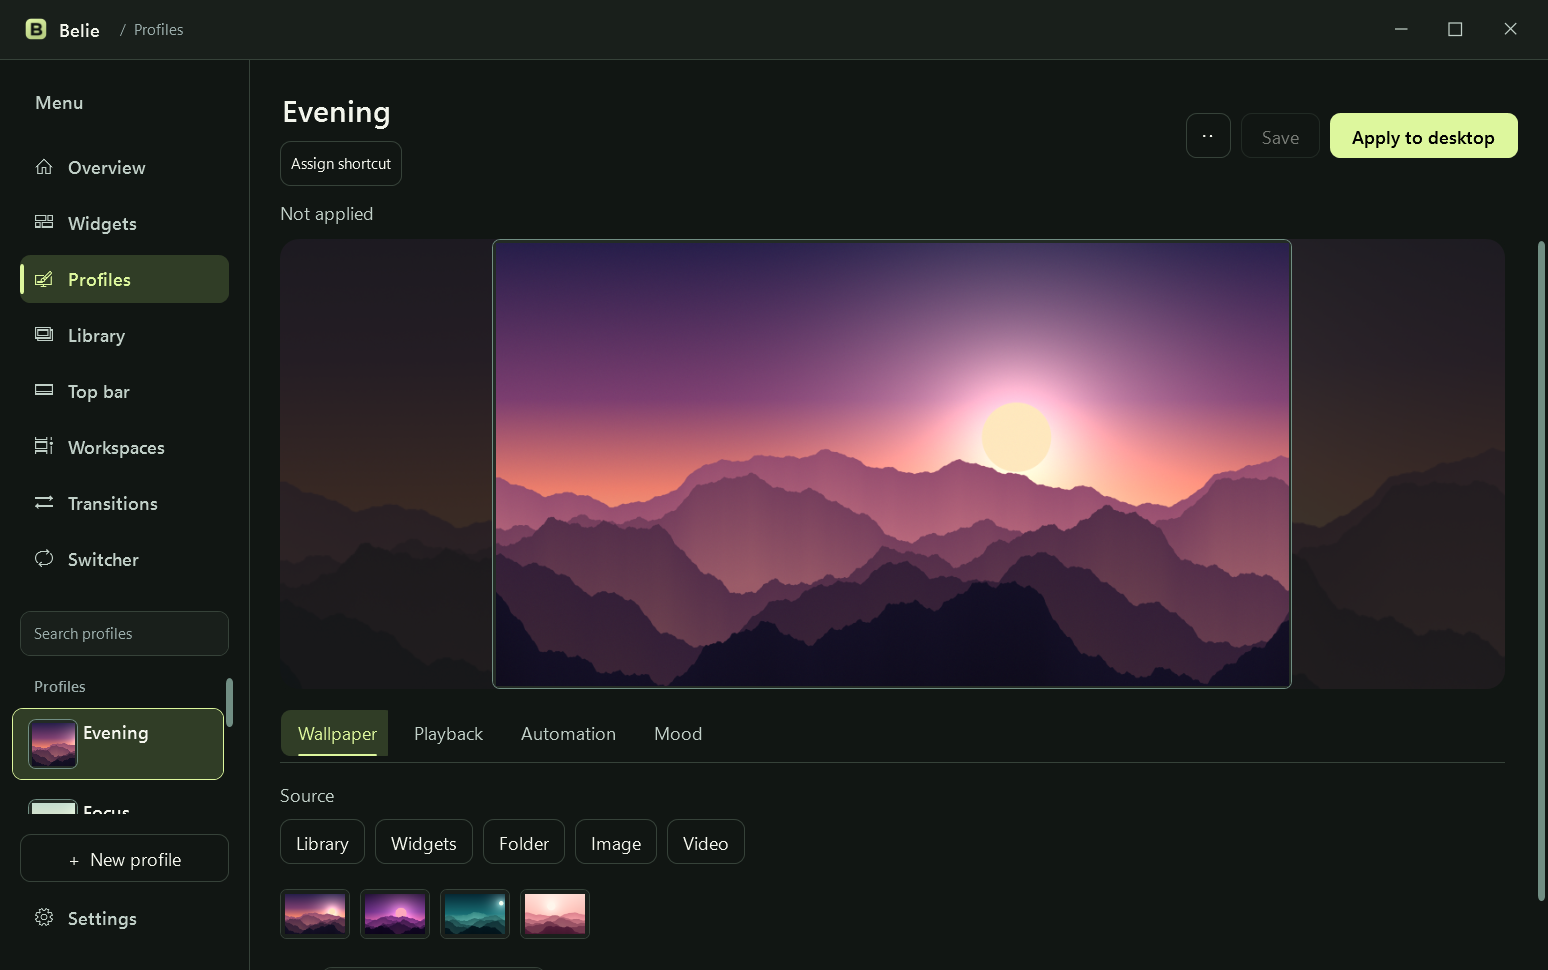 B Belie / Profiles
Menu
Overview
Widgets
Profiles
Library
Top bar
Workspaces
Transitions
Switcher
Search profiles
Profiles
Evening
Focus
+ New profile
Settings
Evening
Assign shortcut
Not applied
Save
Apply to desktop
Wallpaper Playback Automation Mood
Source
Library Widgets Folder Image Video